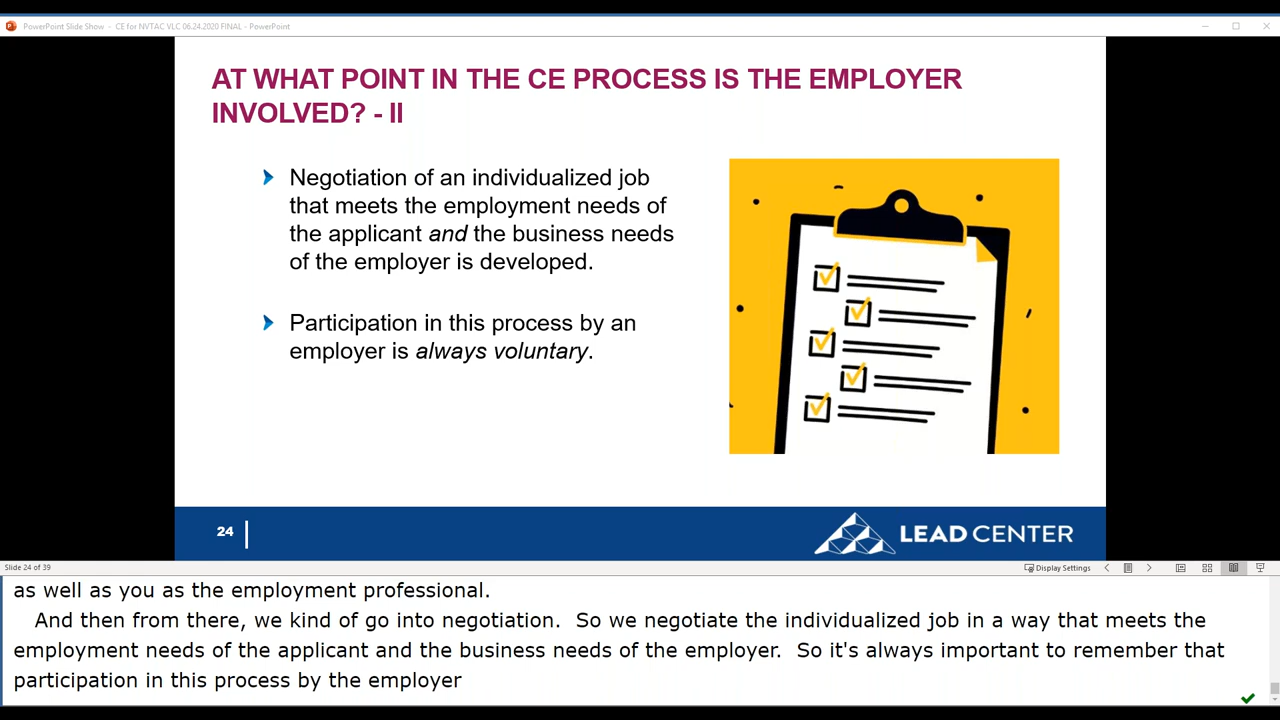 PowerPoint Slide Show - CE for NVTAC VLC 06.24.2020 FINAL - PowerPoint
AT WHAT POINT IN THE CE PROCESS IS THE EMPLOYER
INVOLVED? - II
Negotiation of an individualized job
that meets the employment needs of
the applicant and the business needs
of the employer is developed.
Participation in this process by an
employer is always voluntary.
24
LEAD CENTER
Slide 24 of 39
Display Settings
as well as you as the employment professional.
And then from there, we kind of go into negotiation. So we negotiate the individualized job in a way that meets the
employment needs of the applicant and the business needs of the employer. So it's always important to remember that
participation in this process by the employer